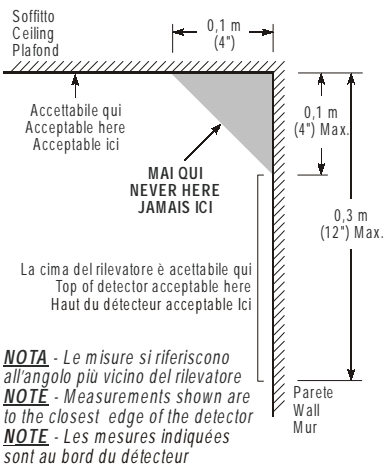 Soffitto
Ceiling
Plafond
0,1 m
(4")
Accettabile qui
Acceptable here
Acceptable ici
MAI QUI
NEVER HERE
JAMAIS ICI
0,1 m
(4") Max.
0,3 m
(12") Max.
La cima del rilevatore è acettabile qui
Top of detector acceptable here
Haut du détecteur acceptable Ici
NOTA - Le misure si riferiscono
all'angolo più vicino del rilevatore
NOTE - Measurements shown are
to the closest edge of the detector
NOTE - Les mesures indiquées
sont au bord du détecteur
Parete
Wall
Mur